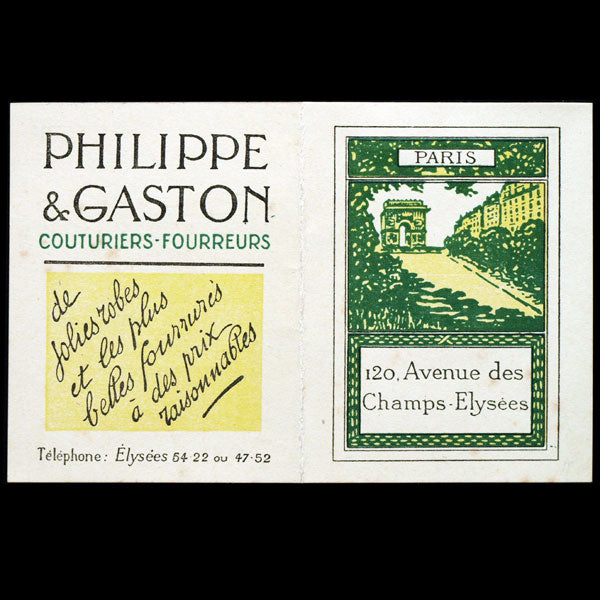 PHILIPPE
& GASTON
COUTURIERS-FOURREURS
de
jolies robes
et les plus
belles fourrures
à des prix
raisonnables
Téléphone: Élysées 54 22 ou 47-52
PARIS
120, Avenue des
Champs-Elysées